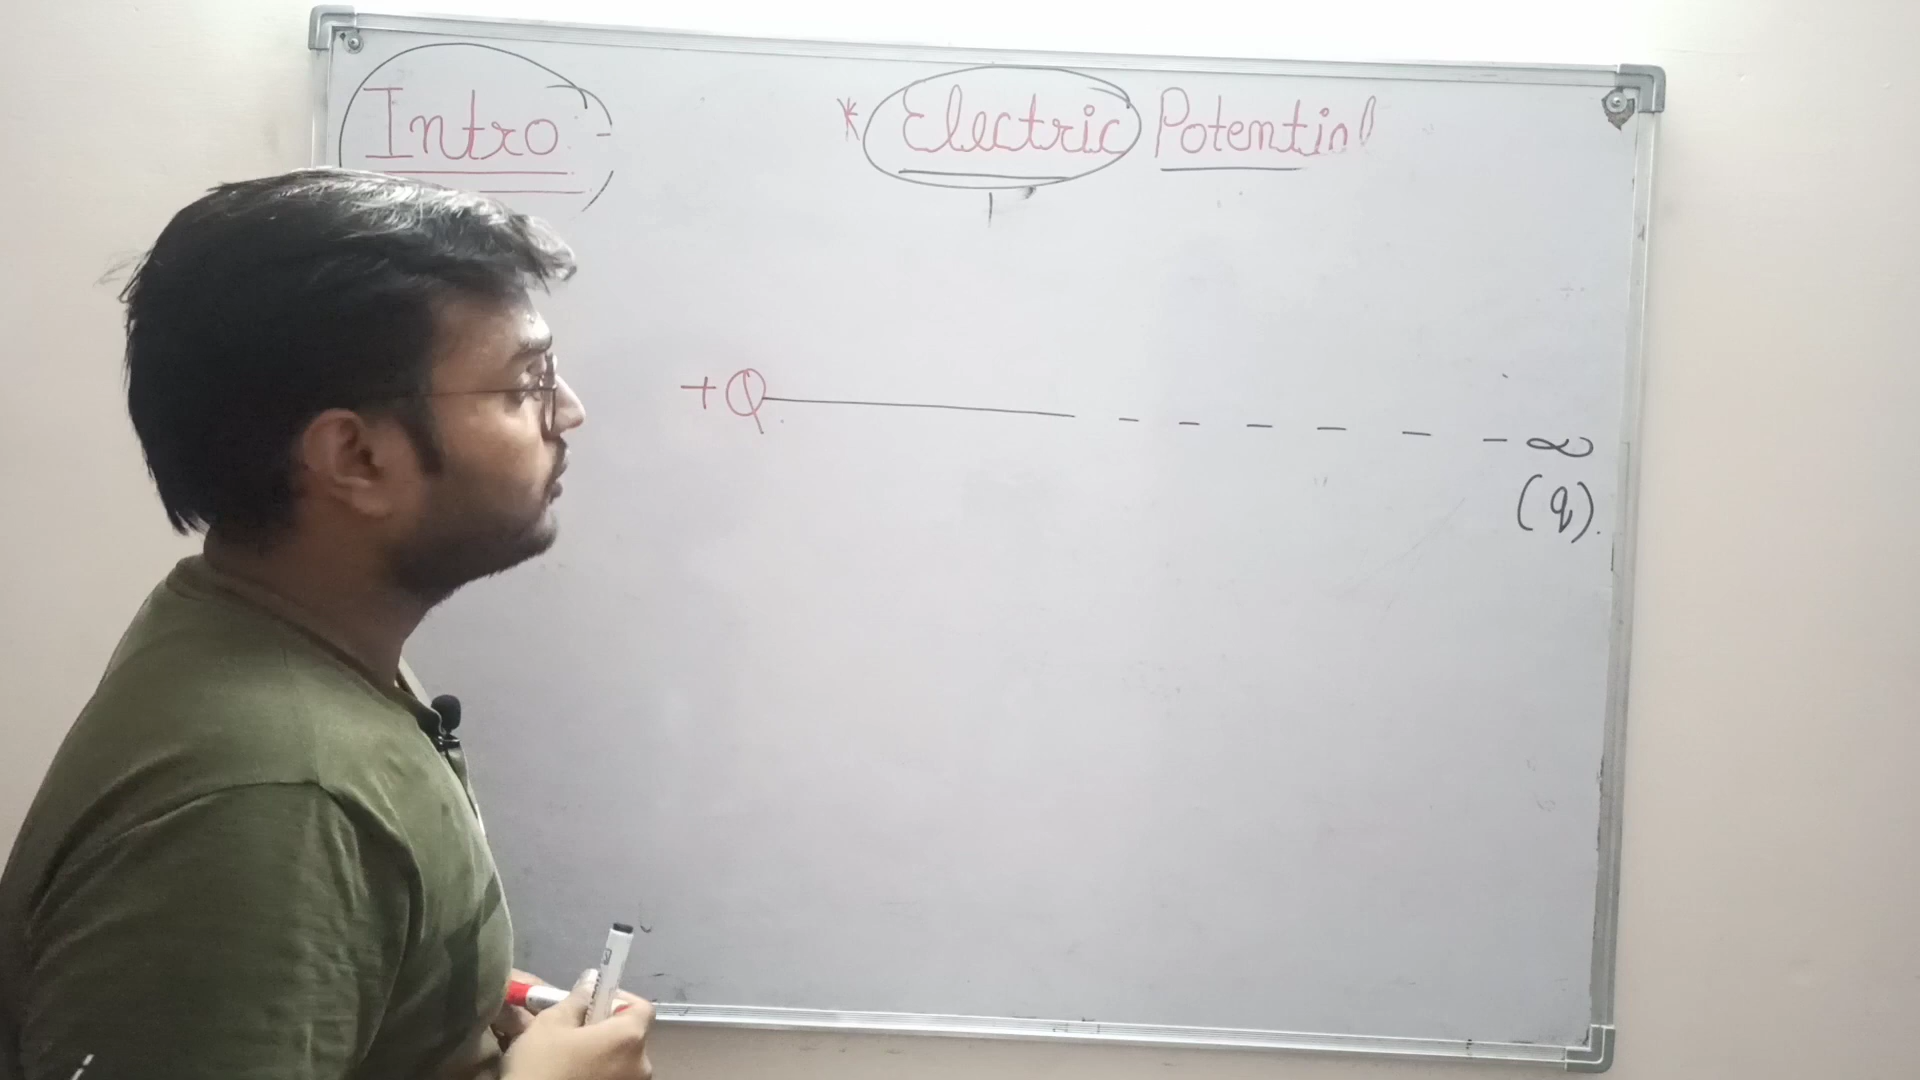 Intro
* Electric Potential
+Q ∞
(q).